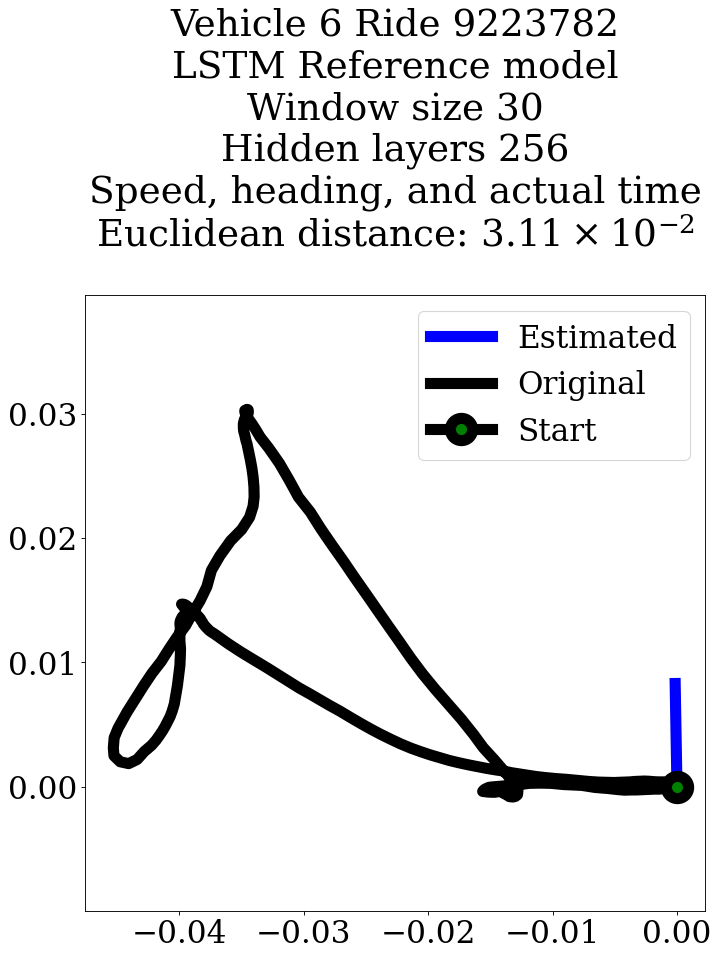 Vehicle 6 Ride 9223782
LSTM Reference model
Window size 30
Hidden layers 256
Speed, heading, and actual time
Euclidean distance: 3.11 × 10⁻²
Estimated
Original
Start
0.03
0.02
0.01
0.00
−0.04
−0.03
−0.02
−0.01
0.00